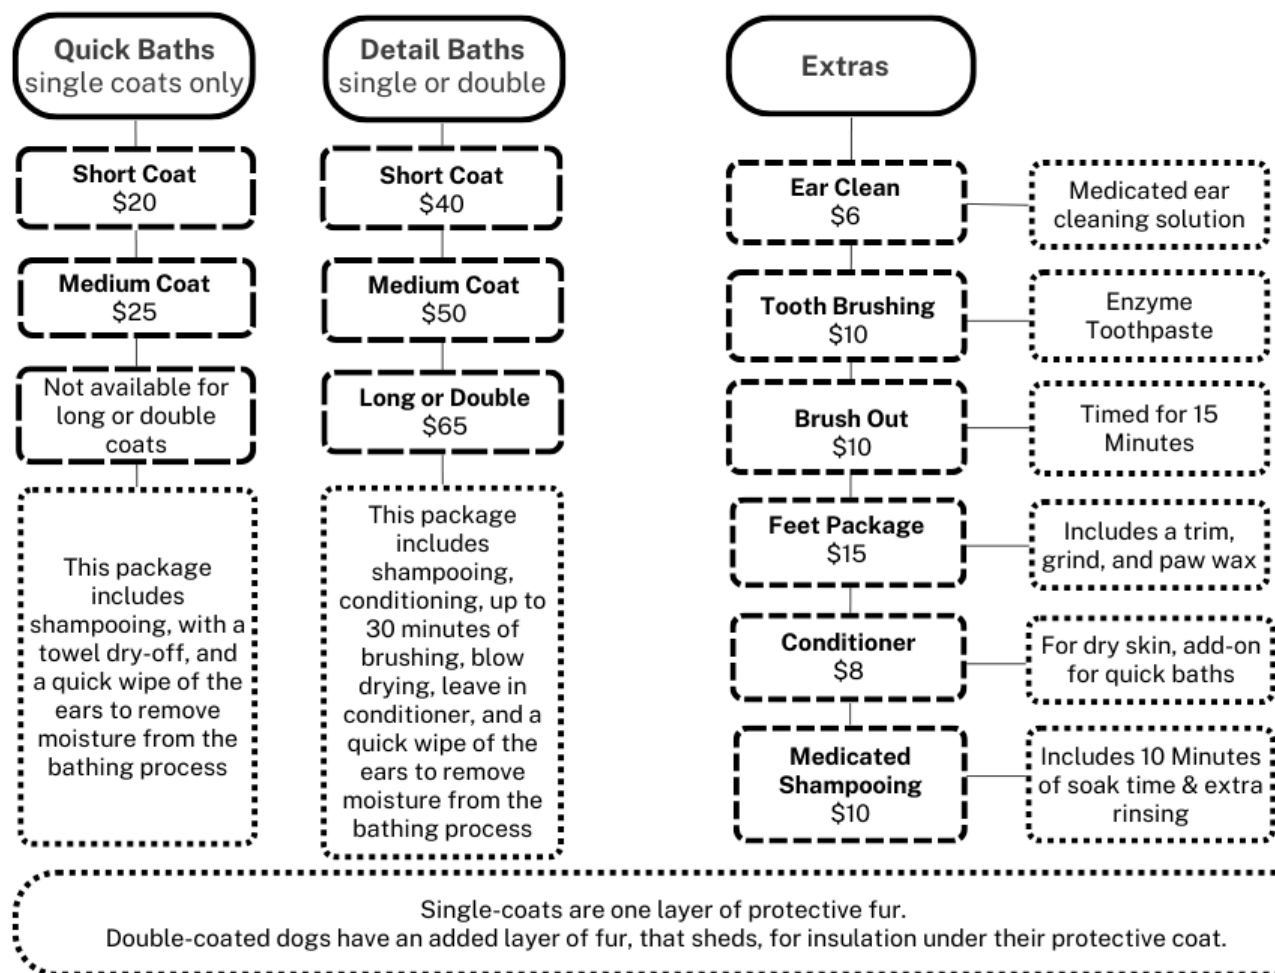 Quick Baths
single coats only
Short Coat
$20
Medium Coat
$25
Not available for
long or double
coats
This package
includes
shampooing, with a
towel dry-off, and
a quick wipe of the
ears to remove
moisture from the
bathing process
Detail Baths
single or double
Short Coat
$40
Medium Coat
$50
Long or Double
$65
This package
includes
shampooing,
conditioning, up to
30 minutes of
brushing, blow
drying, leave in
conditioner, and a
quick wipe of the
ears to remove
moisture from the
bathing process
Extras
Ear Clean
$6
Medicated ear
cleaning solution
Tooth Brushing
$10
Enzyme
Toothpaste
Brush Out
$10
Timed for 15
Minutes
Feet Package
$15
Includes a trim,
grind, and paw wax
Conditioner
$8
For dry skin, add-on
for quick baths
Medicated
Shampooing
$10
Includes 10 Minutes
of soak time & extra
rinsing
Single-coats are one layer of protective fur.
Double-coated dogs have an added layer of fur, that sheds, for insulation under their protective coat.